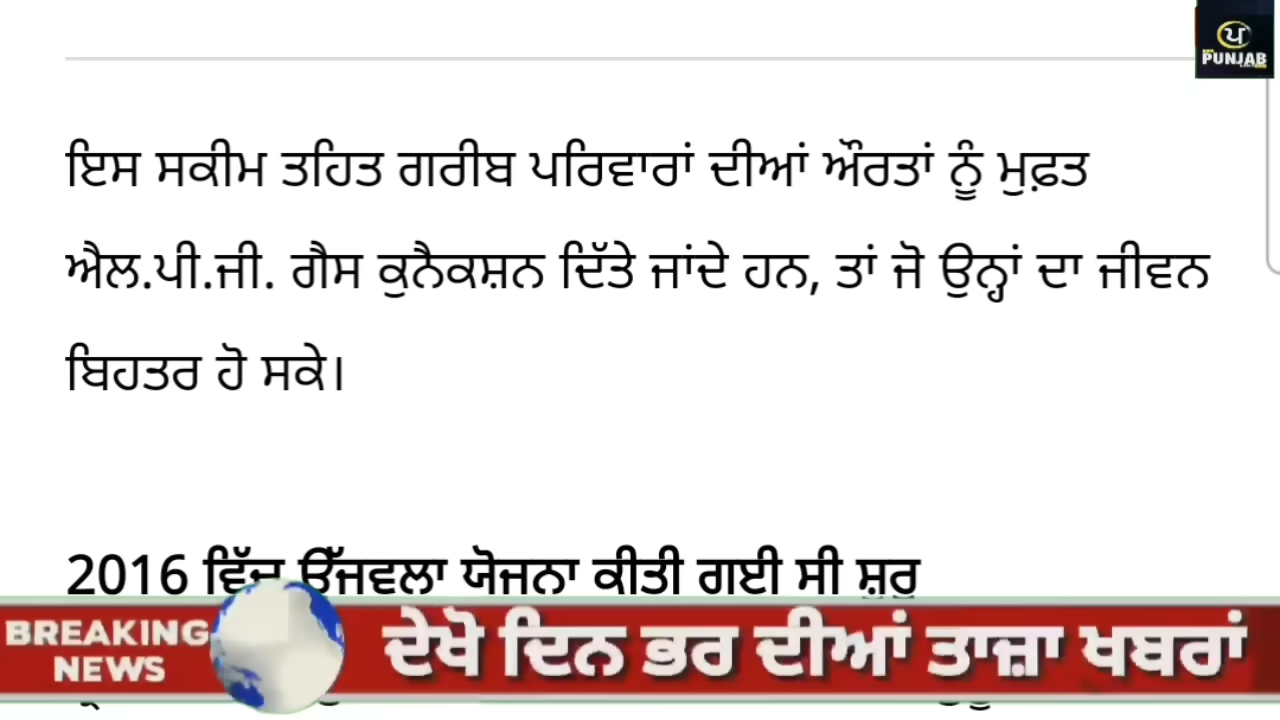 ਪ
PUNJAB
ਇਸ ਸਕੀਮ ਤਹਿਤ ਗਰੀਬ ਪਰਿਵਾਰਾਂ ਦੀਆਂ ਔਰਤਾਂ ਨੂੰ ਮੁਫ਼ਤ
ਐਲ.ਪੀ.ਜੀ. ਗੈਸ ਕੁਨੈਕਸ਼ਨ ਦਿੱਤੇ ਜਾਂਦੇ ਹਨ, ਤਾਂ ਜੋ ਉਨ੍ਹਾਂ ਦਾ ਜੀਵਨ
ਬਿਹਤਰ ਹੋ ਸਕੇ।
2016 ਵਿੱਚ ਉੱਜਵਲਾ ਯੋਜਨਾ ਕੀਤੀ ਗਈ ਸੀ ਸ਼ੁਰੂ
BREAKING
NEWS
ਦੇਖੋ ਦਿਨ ਭਰ ਦੀਆਂ ਤਾਜ਼ਾ ਖਬਰਾਂ